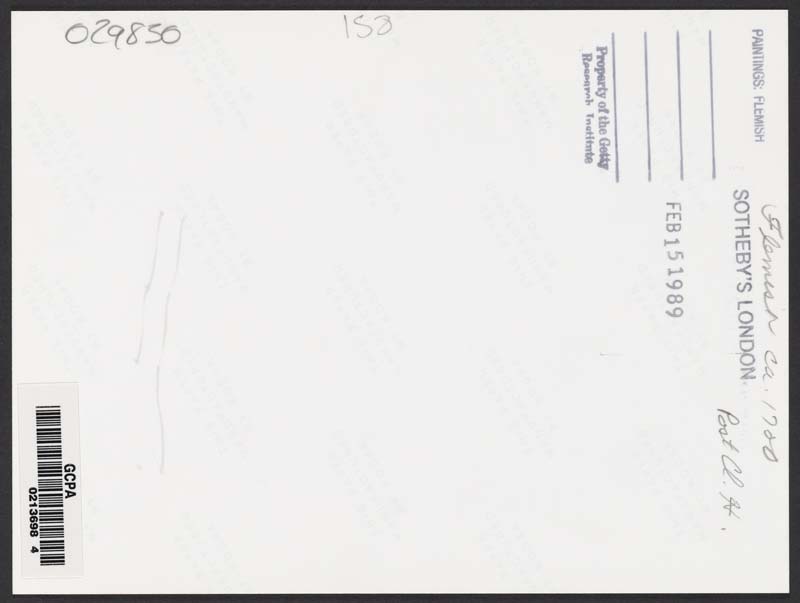 029850
158
PAINTINGS: FLEMISH
Flemish ca. 1700
SOTHEBY'S LONDON
Post Cl. H.
FEB 15 1989
Property of the Getty
Research Institute
GCPA
0213698 4